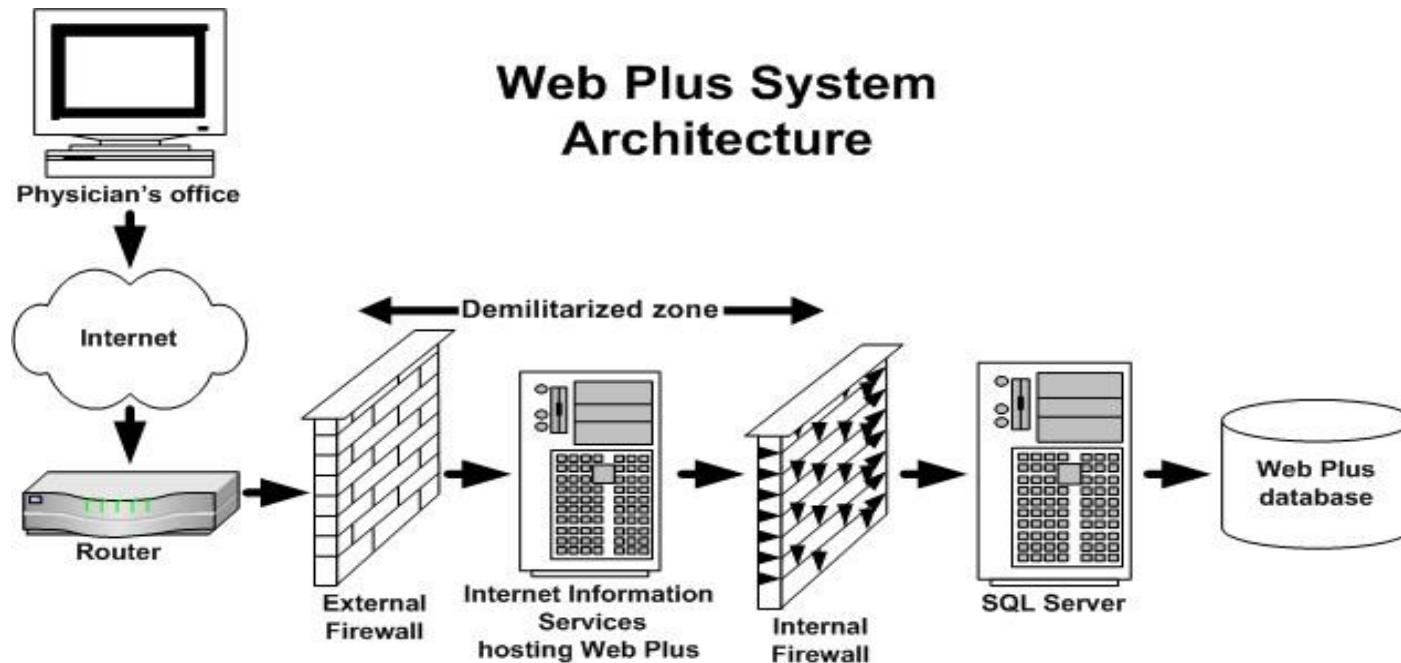 Web Plus System
Architecture
Physician's office
Internet
Router
Demilitarized zone
External
Firewall
Internet Information
Services
hosting Web Plus
Internal
Firewall
SQL Server
Web Plus
database